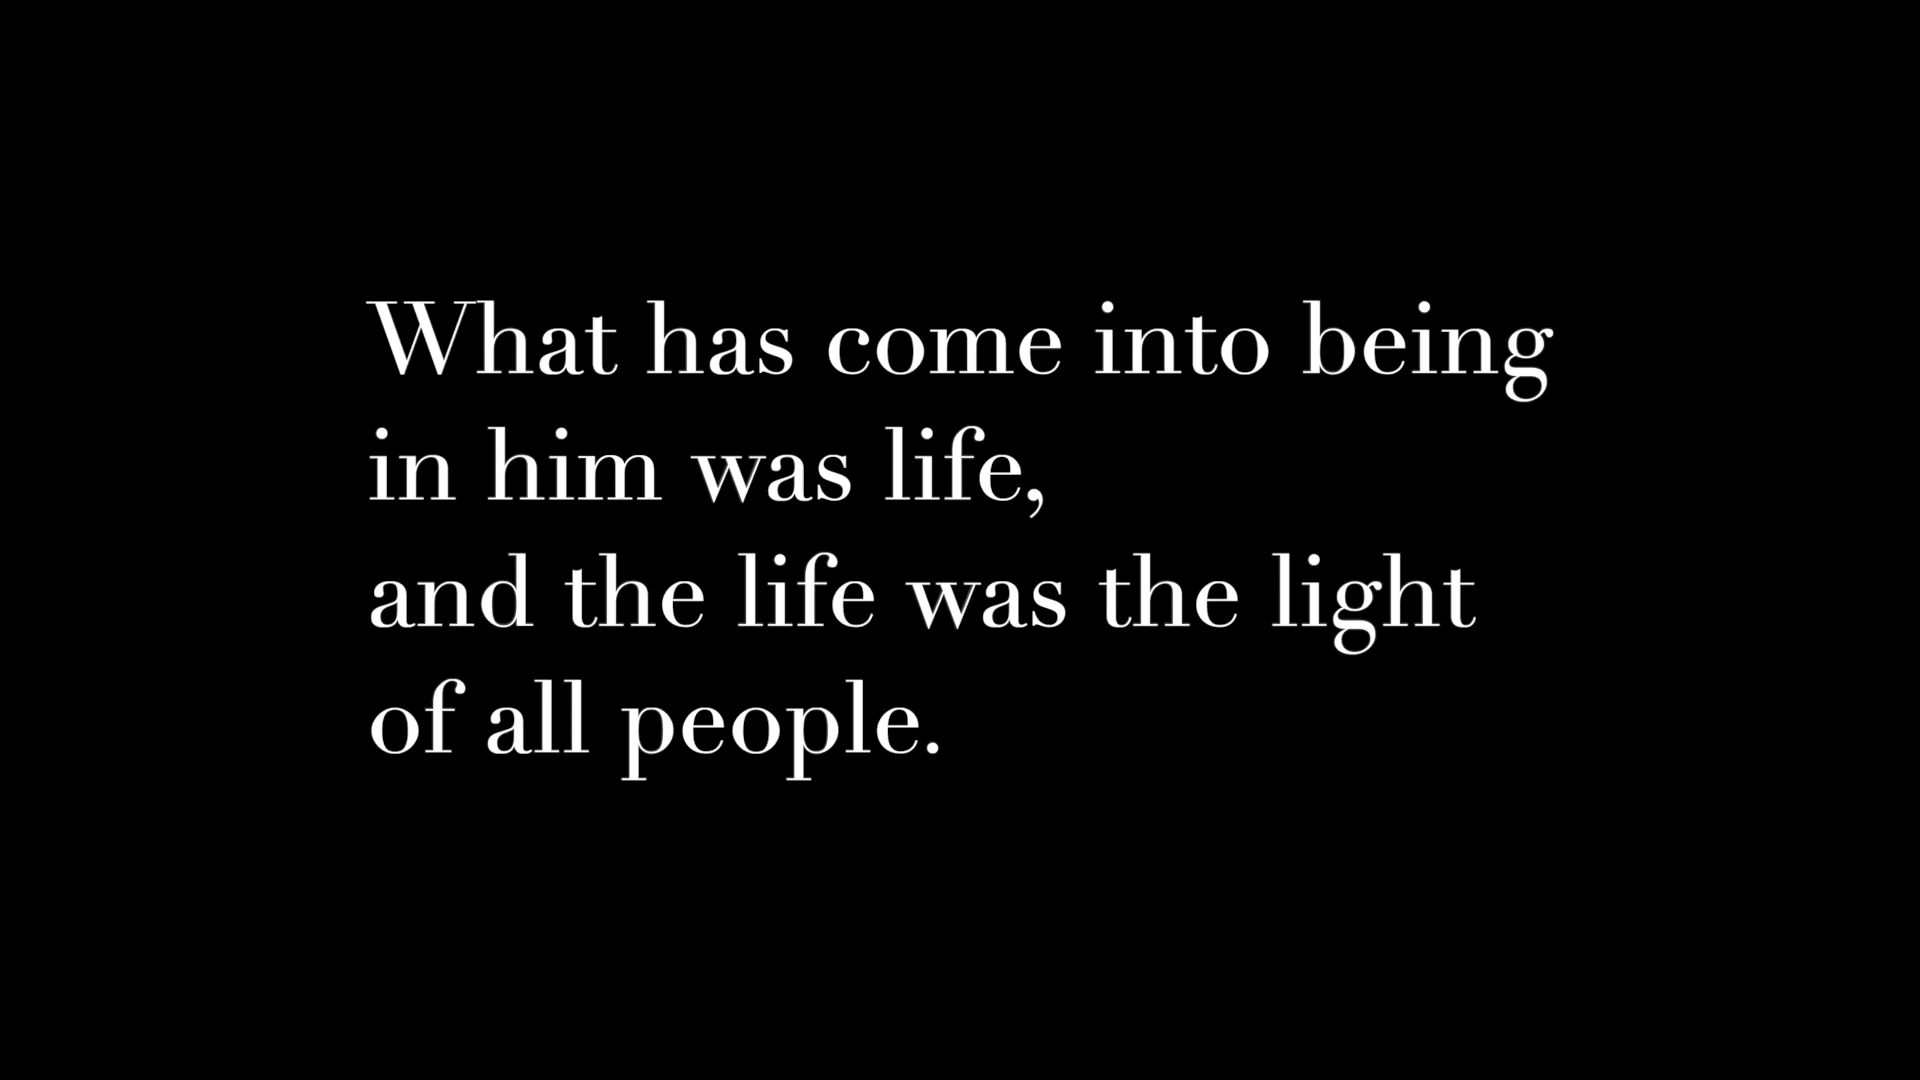 What has come into being
in him was life,
and the life was the light
of all people.